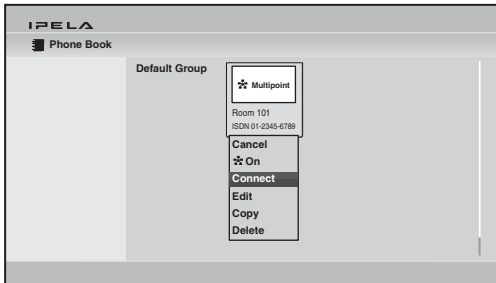 IPELA
Phone Book
Default Group
Multipoint
Room 101
ISDN 01-2345-6789
Cancel
On
Connect
Edit
Copy
Delete